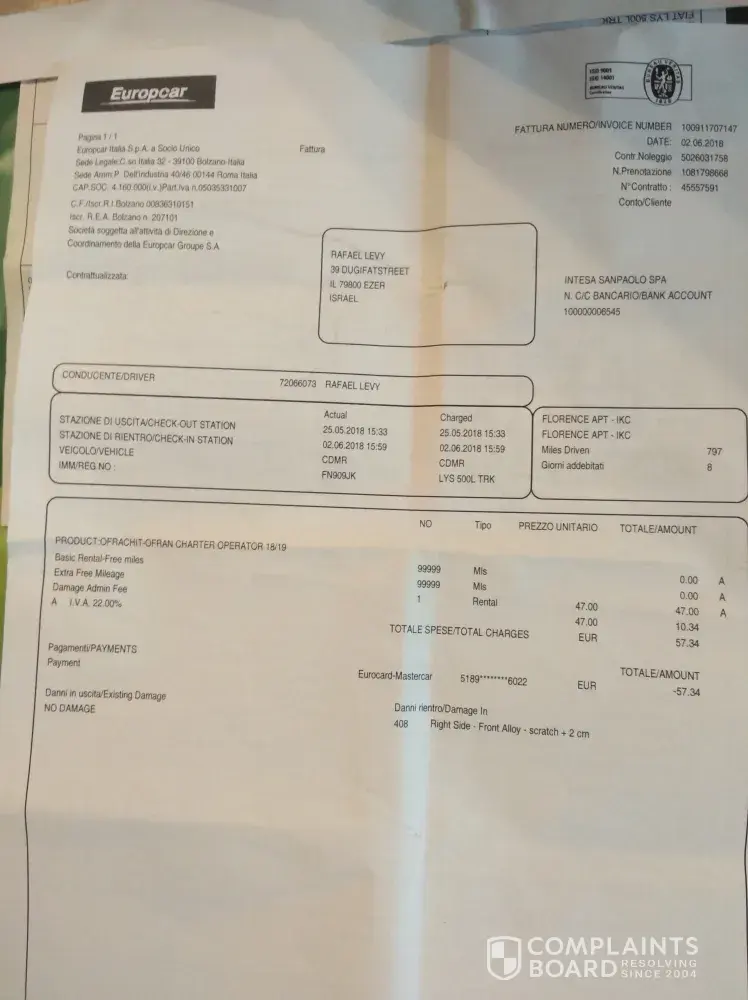 FIAT LYS 500L TRK
Europcar
ISO 9001
ISO 14001
BUREAU VERITAS
Certification
BUREAU VERITAS
1828
FATTURA NUMERO/INVOICE NUMBER 100911707147
DATE: 02.06.2018
Contr.Noleggio 5026031758
N.Prenotazione 1081798668
N°Contratto : 45557591
Conto/Cliente
Pagina 1 / 1
Europcar Italia S.p.A. a Socio Unico
Fattura
Sede Legale:C.so Italia 32 - 39100 Bolzano Italia
Sede Amm.P. Dell'Industria 40/46 00144 Roma Italia
CAP.SOC. 4.160.000(i.v.)Part.Iva n.05035331007
C.F./Iscr.R.I.Bolzano 00836310151
Iscr. R.E.A. Bolzano n. 207101
Società soggetta all'attività di Direzione e
Coordinamento della Europcar Groupe S.A.
Contrattualizzata:
RAFAEL LEVY
39 DUGIFATSTREET
IL 79800 EZER
ISRAEL
INTESA SANPAOLO SPA
N. C/C BANCARIO/BANK ACCOUNT
100000006545
CONDUCENTE/DRIVER 72066073 RAFAEL LEVY
Actual Charged
STAZIONE DI USCITA/CHECK-OUT STATION 25.05.2018 15:33 25.05.2018 15:33 FLORENCE APT - IKC
STAZIONE DI RIENTRO/CHECK-IN STATION 02.06.2018 15:59 02.06.2018 15:59 FLORENCE APT - IKC
VEICOLO/VEHICLE CDMR CDMR Miles Driven 797
IMM/REG NO : FN909JK LYS 500L TRK Giorni addebitati 8
NO Tipo PREZZO UNITARIO TOTALE/AMOUNT
PRODUCT:OFRACHIT-OFRAN CHARTER OPERATOR 18/19
Basic Rental-Free miles 99999 Mls 0.00 A
Extra Free Mileage 99999 Mls 0.00 A
Damage Admin Fee 1 Rental 47.00 47.00 A
A I.V.A. 22.00% 47.00 10.34
TOTALE SPESE/TOTAL CHARGES EUR 57.34
Pagamenti/PAYMENTS TOTALE/AMOUNT
Payment Eurocard-Mastercar 5189********6022 EUR -57.34
Danni in uscita/Existing Damage Danni rientro/Damage In
NO DAMAGE 408 Right Side - Front Alloy - scratch + 2 cm
COMPLAINTS
BOARD RESOLVING
SINCE 2004